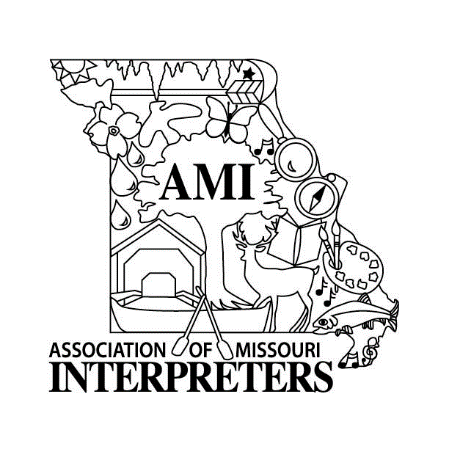 AMI
ASSOCIATION OF MISSOURI
INTERPRETERS